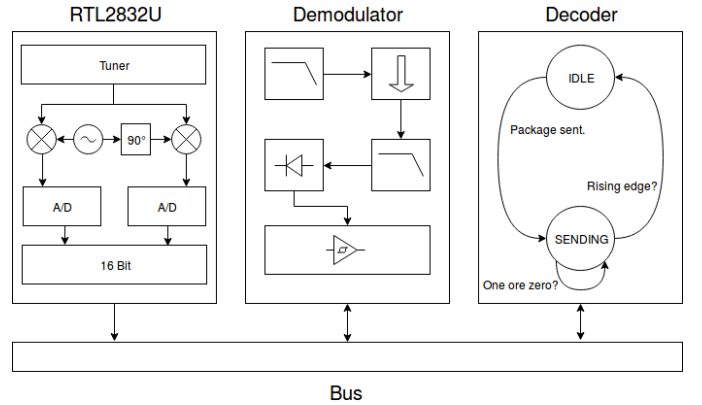 RTL2832U
Demodulator
Decoder
Tuner
90°
A/D
A/D
16 Bit
IDLE
Package sent.
Rising edge?
SENDING
One ore zero?
Bus